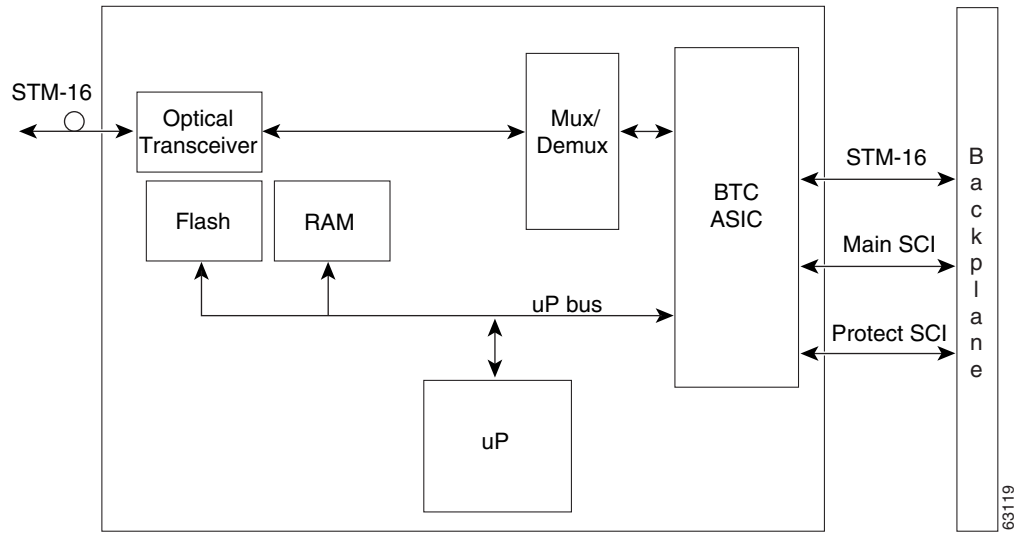 STM-16
Optical
Transceiver
Mux/
Demux
BTC
ASIC
STM-16
Main SCI
Protect SCI
Backplane
Flash
RAM
uP bus
uP
63119